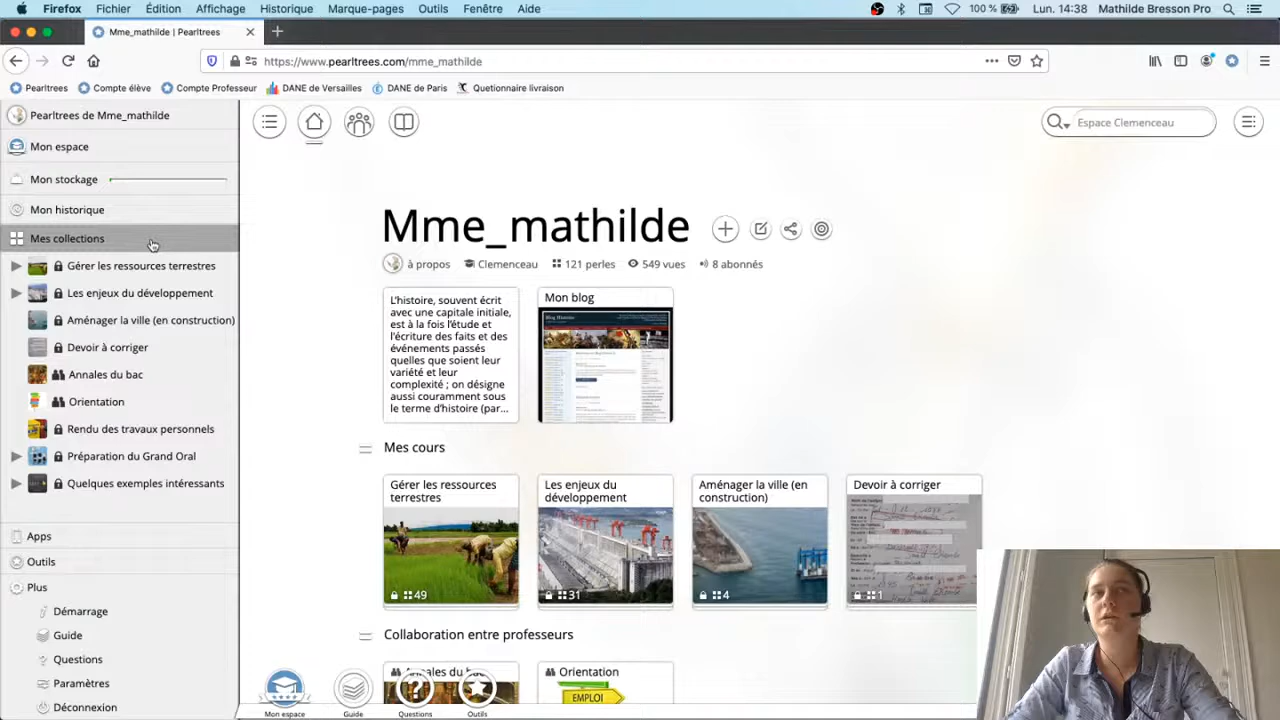 Firefox Fichier Édition Affichage Historique Marque-pages Outils Fenêtre Aide 100 % Lun. 14:38 Mathilde Bresson Pro
Mme_mathilde | Pearltrees
https://www.pearltrees.com/mme_mathilde
Pearltrees Compte élève Compte Professeur DANE de Versailles DANE de Paris Quetionnaire livraison
Pearltrees de Mme_mathilde
Mon espace
Mon stockage
Mon historique
Mes collections
Gérer les ressources terrestres
Les enjeux du développement
Aménager la ville (en construction)
Devoir à corriger
Annales du bac
Orientation
Rendu des travaux personnels
Préparation du Grand Oral
Quelques exemples intéressants
Apps
Outils
Plus
Démarrage
Guide
Questions
Paramètres
Déconnexion
Espace Clemenceau
Mme_mathilde
à propos Clemenceau 121 perles 549 vues 8 abonnés
L'histoire, souvent écrit
avec une capitale initiale,
est à la fois l'étude et
l'écriture des faits et des
événements passés
quelles que soient leur
variété et leur
complexité ; on désigne
aussi couramment sous
le terme d'histoire (par...
Mon blog
Mes cours
Gérer les ressources
terrestres
49
Les enjeux du
développement
31
Aménager la ville (en
construction)
4
Devoir à corriger
1
Collaboration entre professeurs
Annales du bac
Orientation
EMPLOI
Mon espace Guide Questions Outils